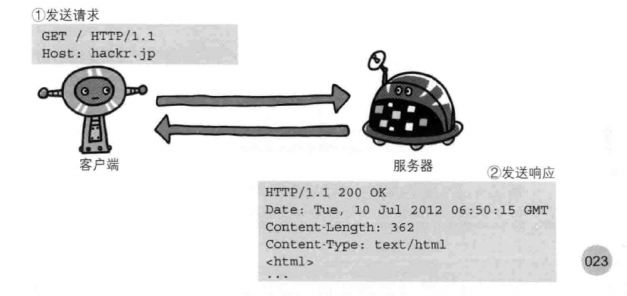 ①发送请求
GET / HTTP/1.1
Host: hackr.jp
客户端
服务器
②发送响应
HTTP/1.1 200 OK
Date: Tue, 10 Jul 2012 06:50:15 GMT
Content-Length: 362
Content-Type: text/html
<html>
...
023